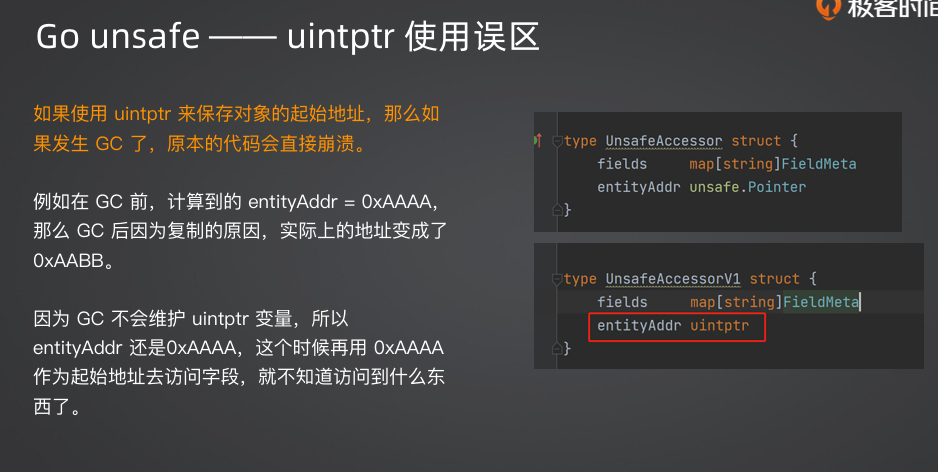 极客时间
Go unsafe —— uintptr 使用误区
如果使用 uintptr 来保存对象的起始地址，那么如
果发生 GC 了，原本的代码会直接崩溃。
例如在 GC 前，计算到的 entityAddr = 0xAAAA，
那么 GC 后因为复制的原因，实际上的地址变成了
0xAABB。
因为 GC 不会维护 uintptr 变量，所以
entityAddr 还是0xAAAA，这个时候再用 0xAAAA
作为起始地址去访问字段，就不知道访问到什么东
西了。
type UnsafeAccessor struct {
fields map[string]FieldMeta
entityAddr unsafe.Pointer
}
type UnsafeAccessorV1 struct {
fields map[string]FieldMeta
entityAddr uintptr
}